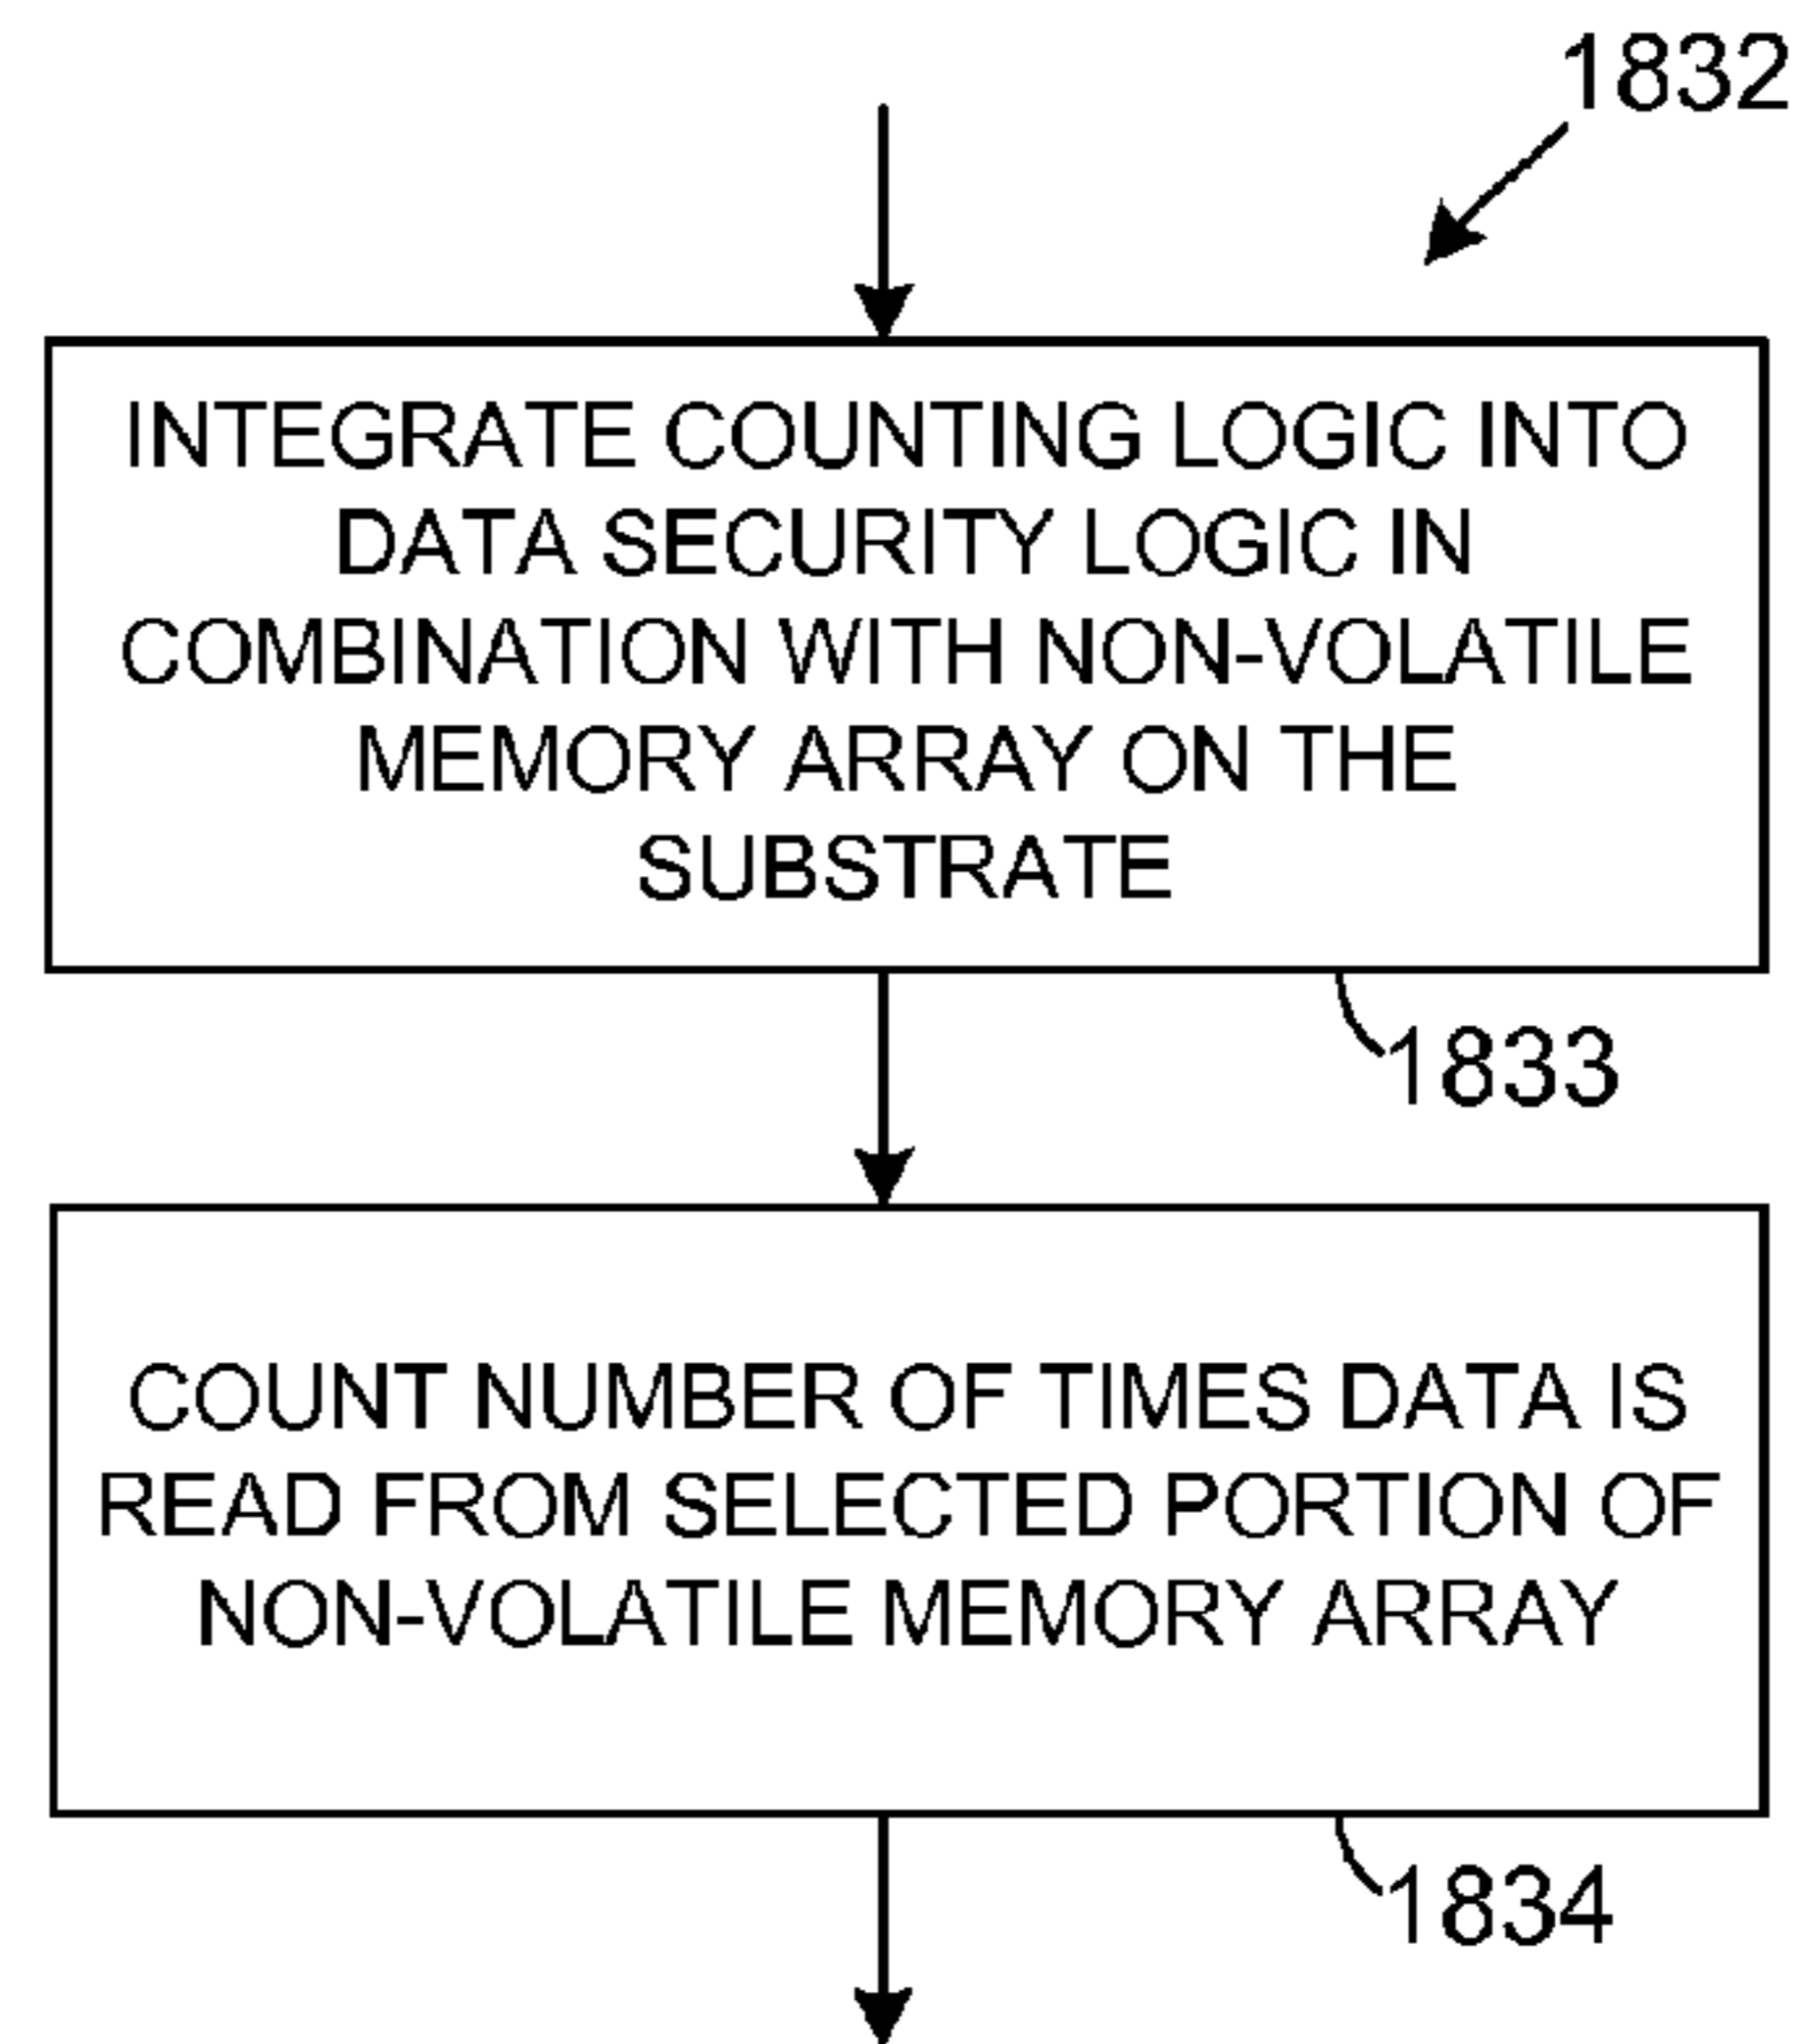 1832
INTEGRATE COUNTING LOGIC INTO
DATA SECURITY LOGIC IN
COMBINATION WITH NON-VOLATILE
MEMORY ARRAY ON THE
SUBSTRATE
1833
COUNT NUMBER OF TIMES DATA IS
READ FROM SELECTED PORTION OF
NON-VOLATILE MEMORY ARRAY
1834